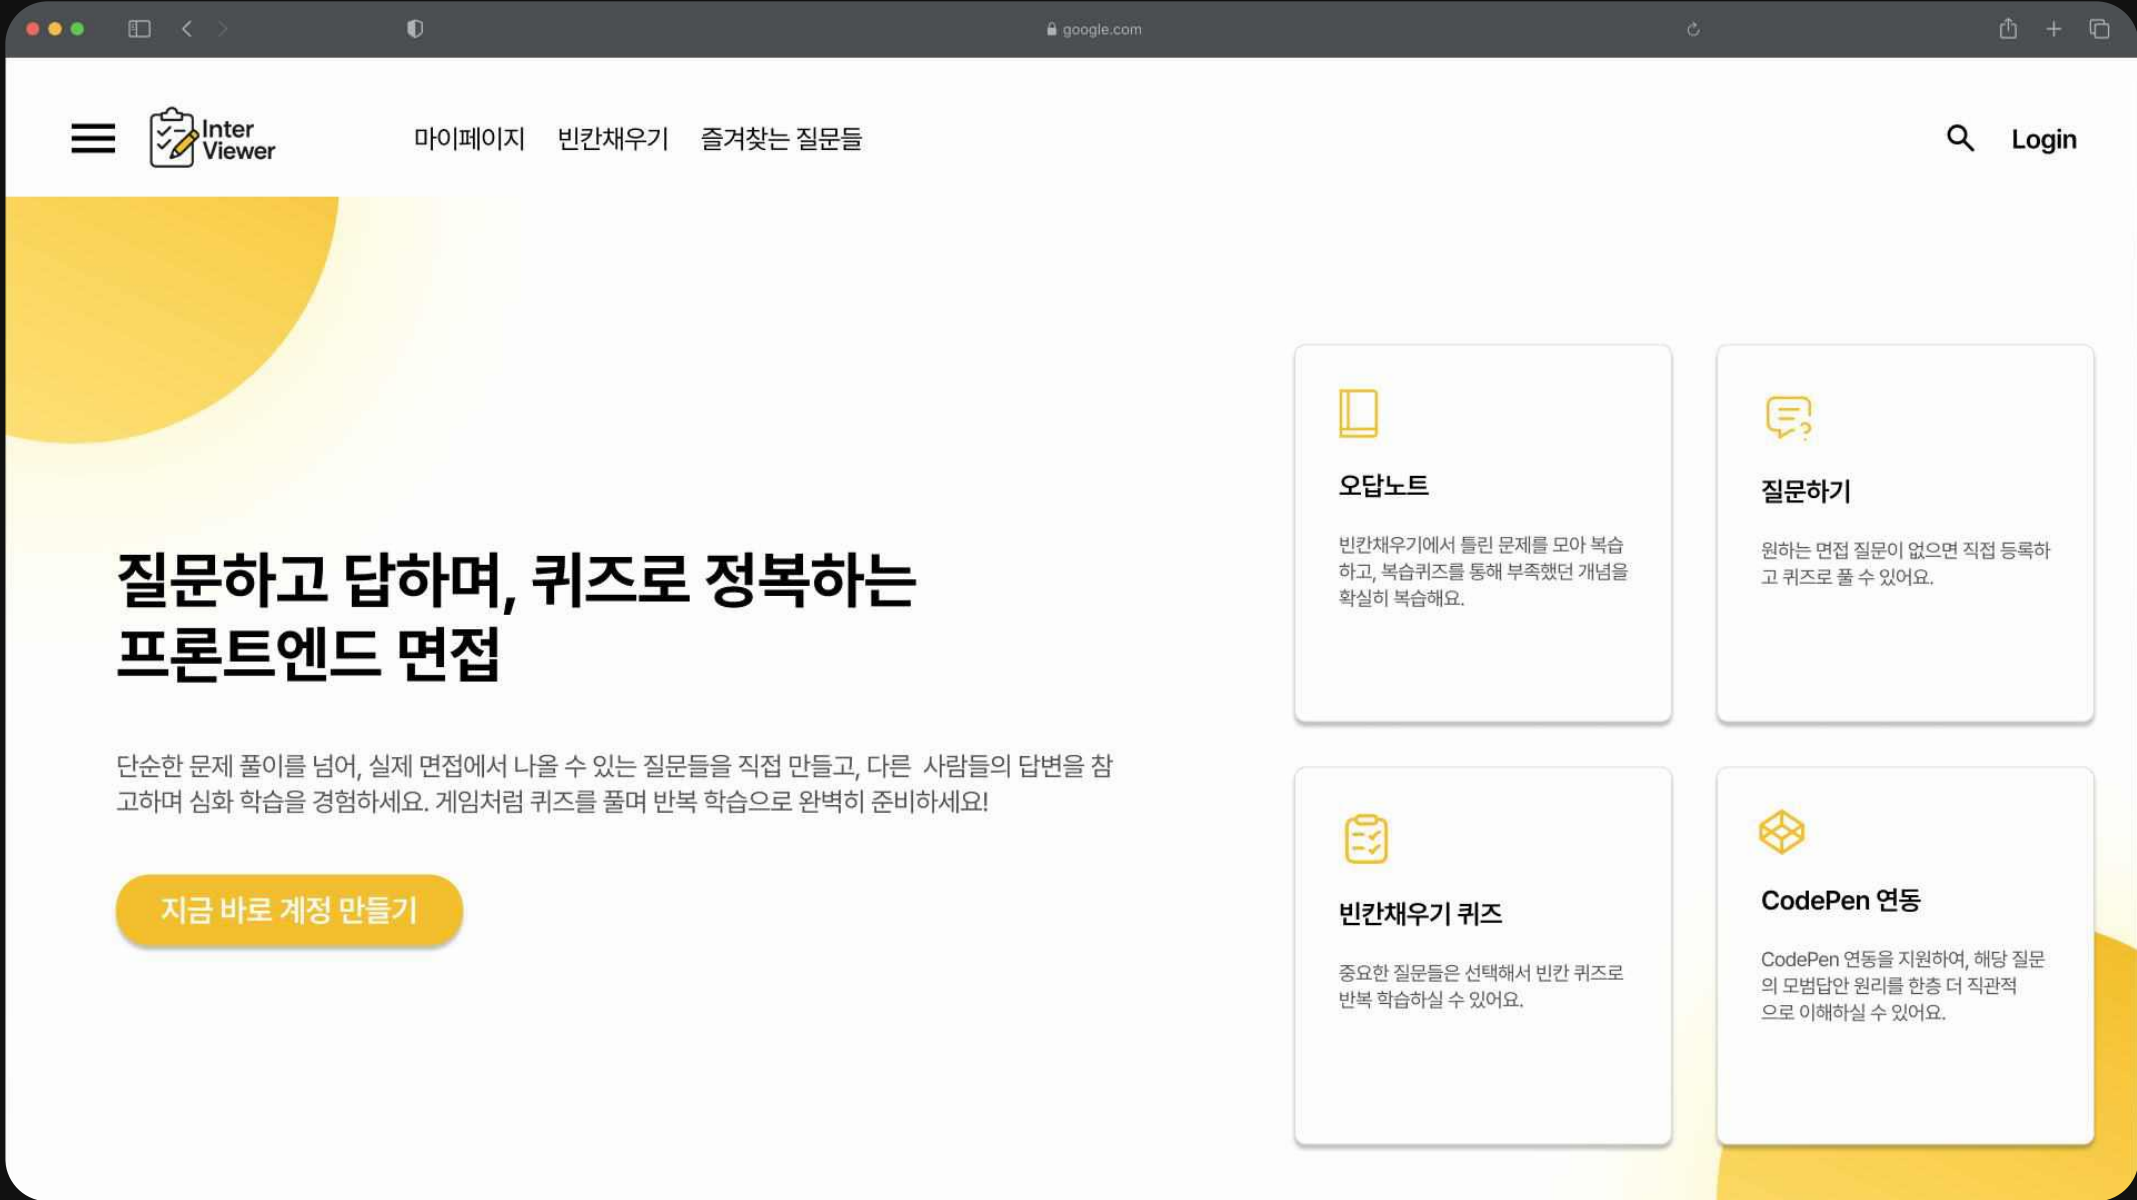 google.com
Inter
Viewer
마이페이지 빈칸채우기 즐겨찾는 질문들
Login
질문하고 답하며, 퀴즈로 정복하는
프론트엔드 면접
단순한 문제 풀이를 넘어, 실제 면접에서 나올 수 있는 질문들을 직접 만들고, 다른 사람들의 답변을 참
고하며 심화 학습을 경험하세요. 게임처럼 퀴즈를 풀며 반복 학습으로 완벽히 준비하세요!
지금 바로 계정 만들기
오답노트
빈칸채우기에서 틀린 문제를 모아 복습
하고, 복습퀴즈를 통해 부족했던 개념을
확실히 복습해요.
질문하기
원하는 면접 질문이 없으면 직접 등록하
고 퀴즈로 풀 수 있어요.
빈칸채우기 퀴즈
중요한 질문들은 선택해서 빈칸 퀴즈로
반복 학습하실 수 있어요.
CodePen 연동
CodePen 연동을 지원하여, 해당 질문
의 모범답안 원리를 한층 더 직관적
으로 이해하실 수 있어요.